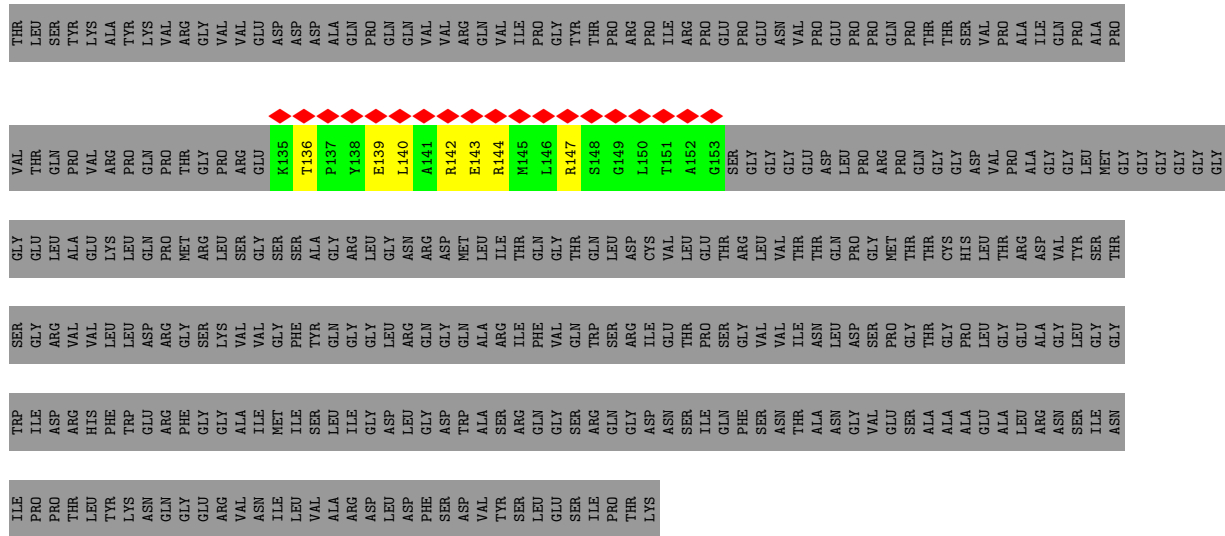 THR LEU SER TYR LYS ALA TYR LYS VAL ARG GLY VAL VAL GLU ASP ASP ASP ALA GLN PRO GLN GLN VAL VAL ARG GLN VAL ILE PRO GLY TYR THR PRO ARG PRO ILE ARG PRO GLU PRO GLU ASN VAL PRO GLU PRO PRO GLN PRO THR THR SER VAL PRO ALA ILE GLN PRO ALA PRO
VAL THR GLN PRO VAL ARG PRO GLN PRO THR GLY PRO ARG GLU K135 T136 P137 Y138 E139 L140 A141 R142 E143 R144 M145 L146 R147 S148 G149 L150 T151 A152 G153 SER GLY GLY GLY GLU ASP LEU PRO ARG PRO GLN GLY GLY ASP VAL PRO ALA GLY GLY LEU MET GLY GLY GLY GLY GLY GLY
GLY GLU LEU ALA GLU LYS LEU GLN PRO MET ARG LEU SER GLY SER SER ALA GLY ARG LEU GLY ASN ARG ASP MET LEU ILE THR GLN GLY THR GLN LEU ASP CYS VAL LEU GLU THR ARG LEU VAL THR THR GLN PRO GLY MET THR THR CYS HIS LEU THR ARG ASP VAL TYR SER THR
SER GLY ARG VAL VAL LEU LEU ASP ARG GLY SER LYS VAL VAL GLY PHE TYR GLN GLY GLY LEU ARG GLN GLY GLN ALA ARG ILE PHE VAL GLN TRP SER ARG ILE GLU THR PRO SER GLY VAL VAL ILE ASN LEU ASP SER PRO GLY THR GLY PRO LEU GLY GLU ALA GLY LEU GLY GLY
TRP ILE ASP ARG HIS PHE TRP GLU ARG PHE GLY GLY ALA ILE MET ILE SER LEU ILE GLY ASP LEU GLY ASP TRP ALA SER ARG GLN GLY SER ARG GLN GLY ASP ASN SER ILE GLN PHE SER ASN THR ALA ASN GLY VAL GLU SER ALA ALA ALA GLU ALA LEU ARG ASN SER ILE ASN
ILE PRO PRO THR LEU TYR LYS ASN GLN GLY GLU ARG VAL ASN ILE LEU VAL ALA ARG ASP LEU ASP PHE SER ASP VAL TYR SER LEU GLU SER ILE PRO THR LYS